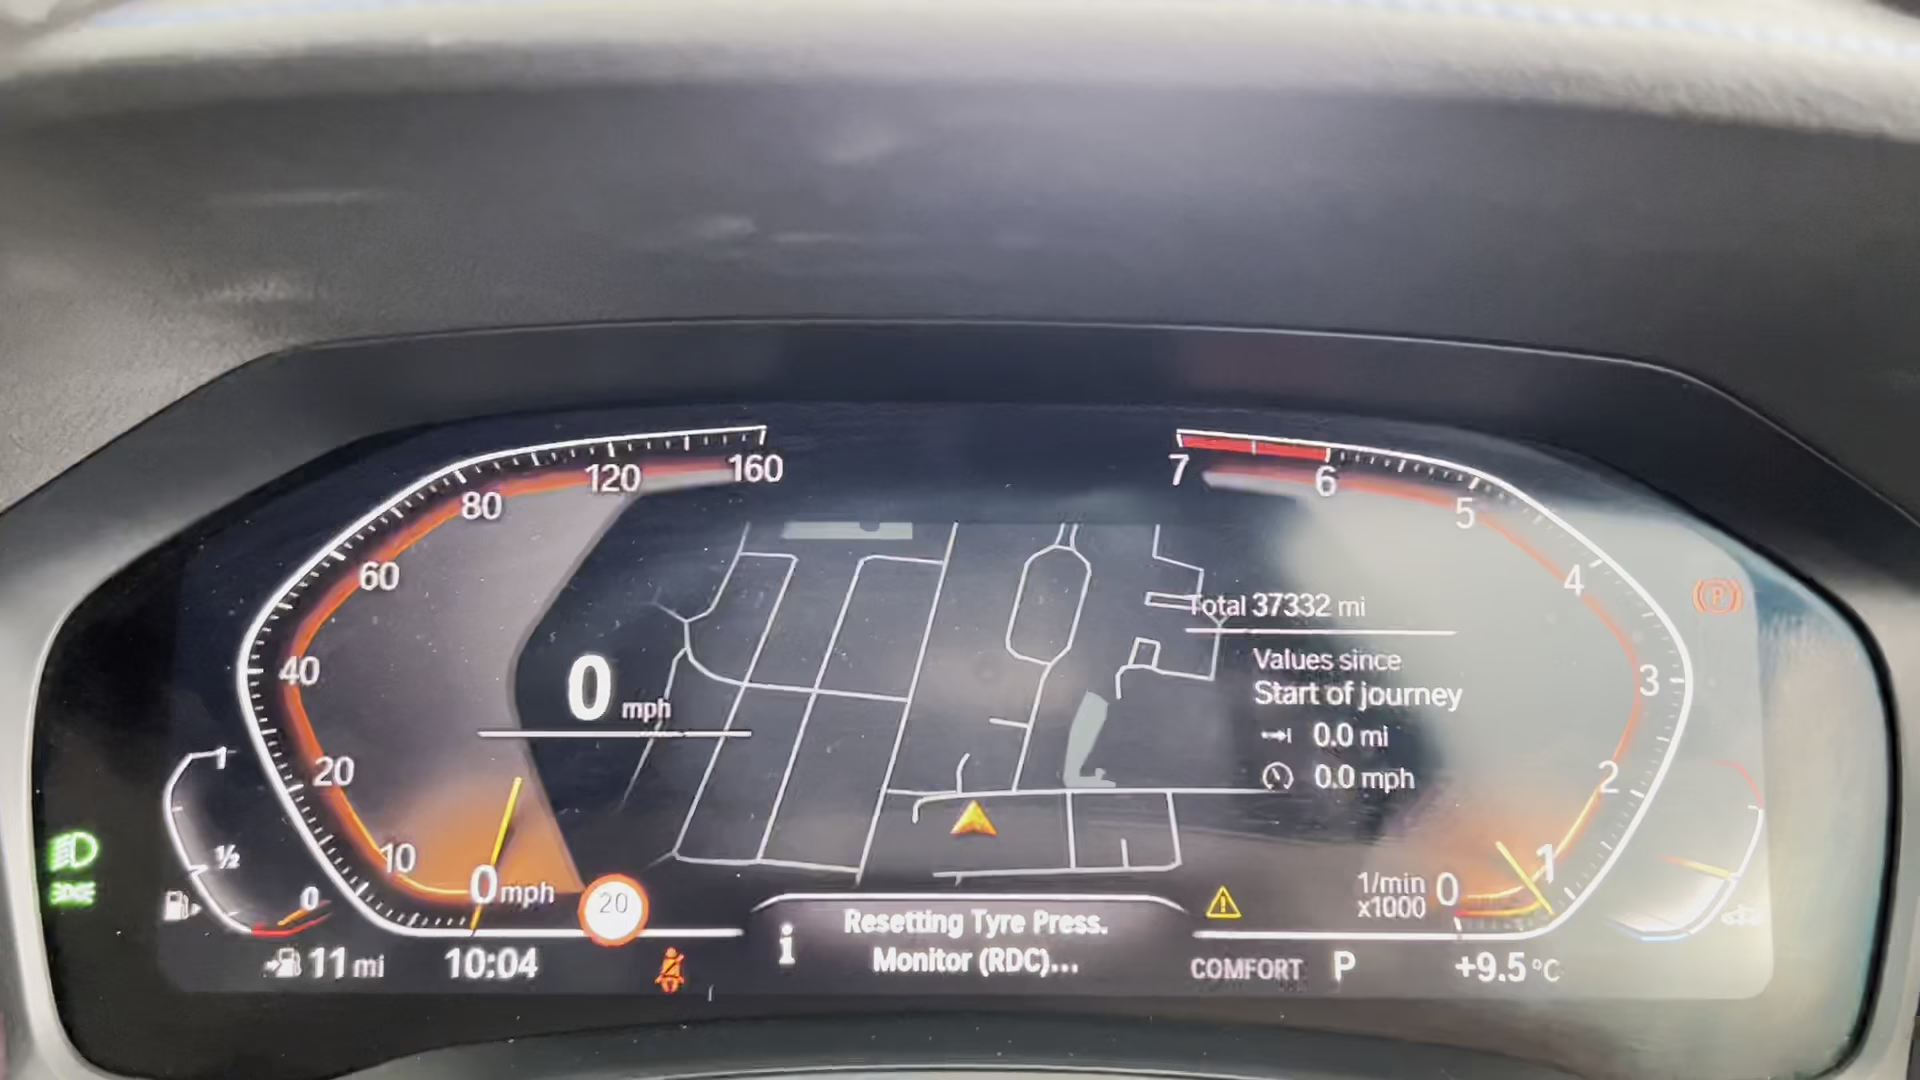 160
120
80
60
40
20
10
0 mph
0 mph
20
7
6
5
4
3
2
1
0
1/min
x1000
Total 37332 mi
Values since
Start of journey
0.0 mi
0.0 mph
1
½
0
11 mi
10:04
i
Resetting Tyre Press.
Monitor (RDC)...
COMFORT
P
+9.5 °C
(P)